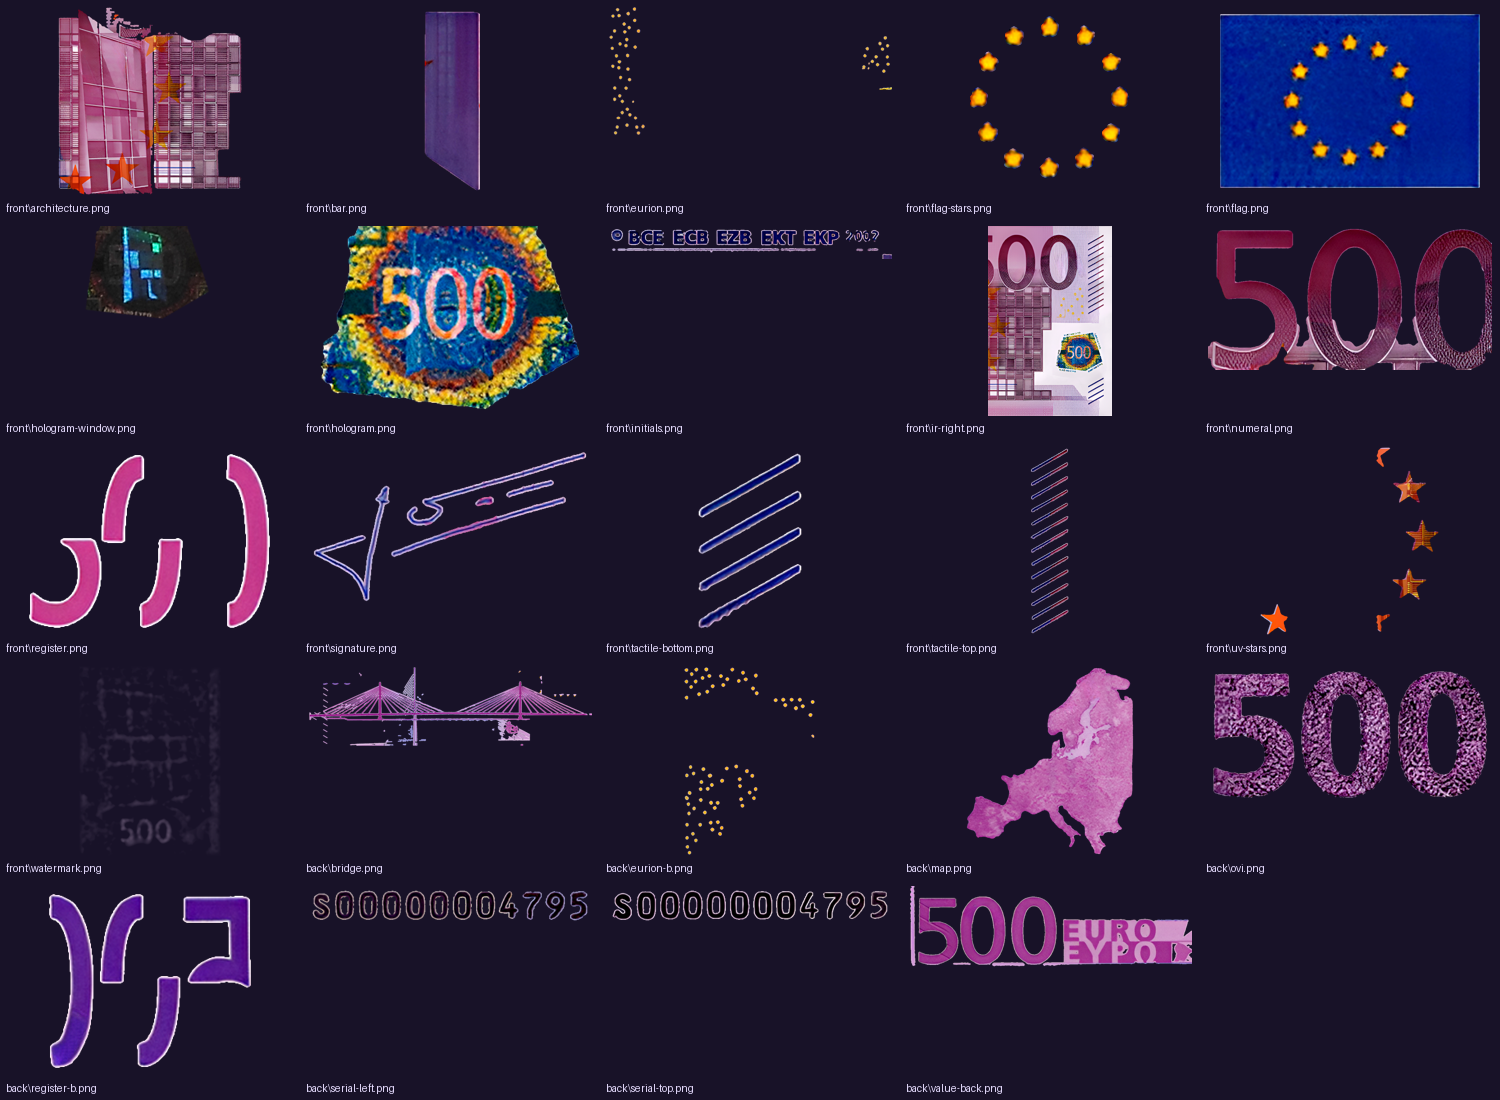 front\architecture.png
front\bar.png
front\eurion.png
front\flag-stars.png
front\flag.png
500
© BCE ECB EZB EKT EKP
500
500
500
front\hologram-window.png
front\hologram.png
front\initials.png
front\ir-right.png
front\numeral.png
front\register.png
front\signature.png
front\tactile-bottom.png
front\tactile-top.png
front\uv-stars.png
500
500
front\watermark.png
back\bridge.png
back\eurion-b.png
back\map.png
back\ovi.png
S00000004795
S00000004795
500 EURO
ΕΥΡΩ
back\register-b.png
back\serial-left.png
back\serial-top.png
back\value-back.png